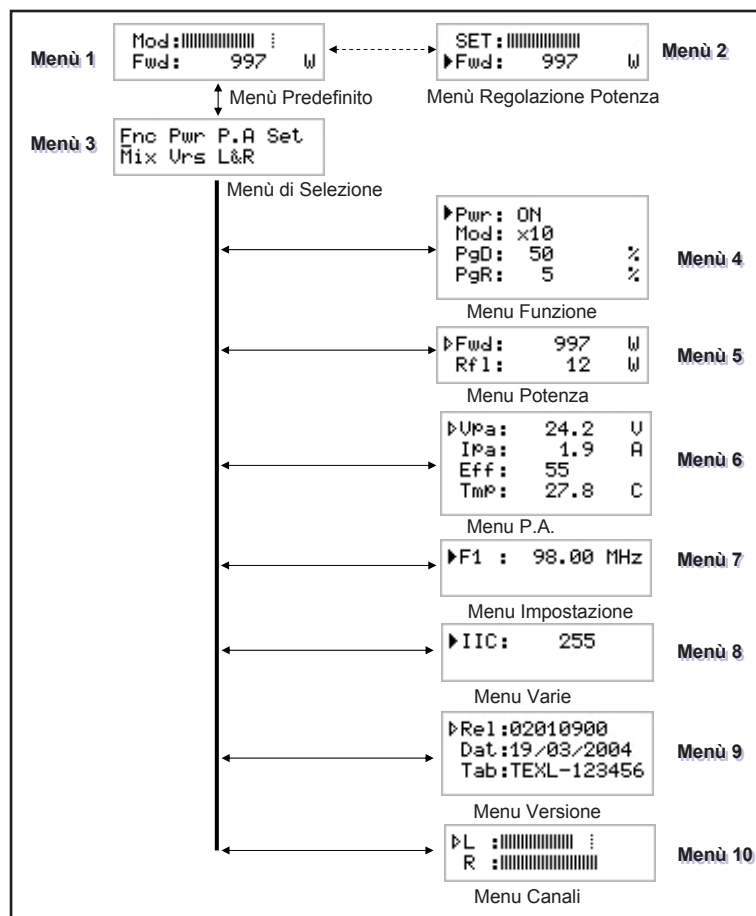 Menù 1
Mod:
Fwd: 997 W
SET:
Fwd: 997 W
Menù 2
Menù Predefinito
Menù Regolazione Potenza
Menù 3
Fnc Pwr P.A Set
Mix Vrs L&R
Menù di Selezione
Pwr: ON
Mod: x10
PgD: 50 %
PgR: 5 %
Menù 4
Menu Funzione
Fwd: 997 W
Rfl: 12 W
Menù 5
Menu Potenza
Vpa: 24.2 V
Ipa: 1.9 A
Eff: 55
Tmp: 27.8 C
Menù 6
Menu P.A.
F1 : 98.00 MHz
Menù 7
Menu Impostazione
IIC: 255
Menù 8
Menu Varie
Rel:02010900
Dat:19/03/2004
Tab:TEXL-123456
Menù 9
Menu Versione
L :
R :
Menù 10
Menu Canali